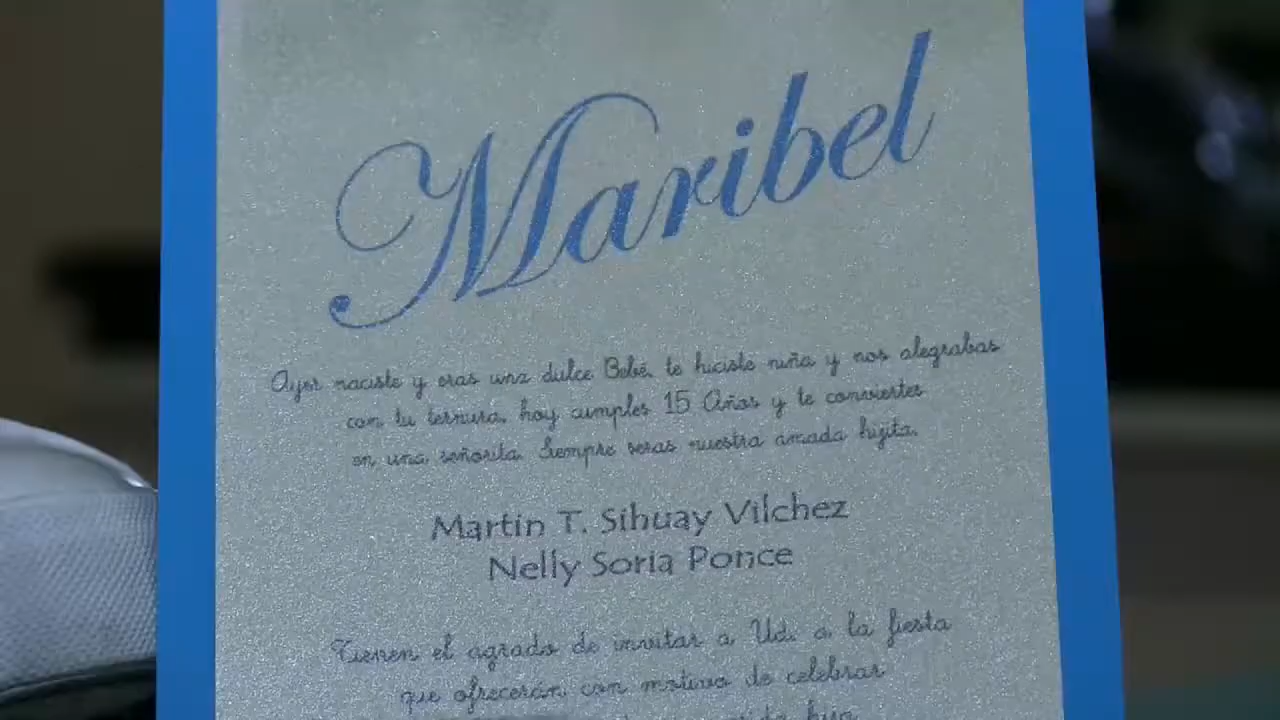 Maribel
Ayer naciste y eras una dulce Bebé, te hiciste niña y nos alegrabas
con tu ternura, hoy cumples 15 Años y te conviertes
en una señorita. Siempre seras nuestra amada hijita.
Martin T. Sihuay Vilchez
Nelly Soria Ponce
Tienen el agrado de invitar a Ud. a la fiesta
que ofrecerán con motivo de celebrar
hija